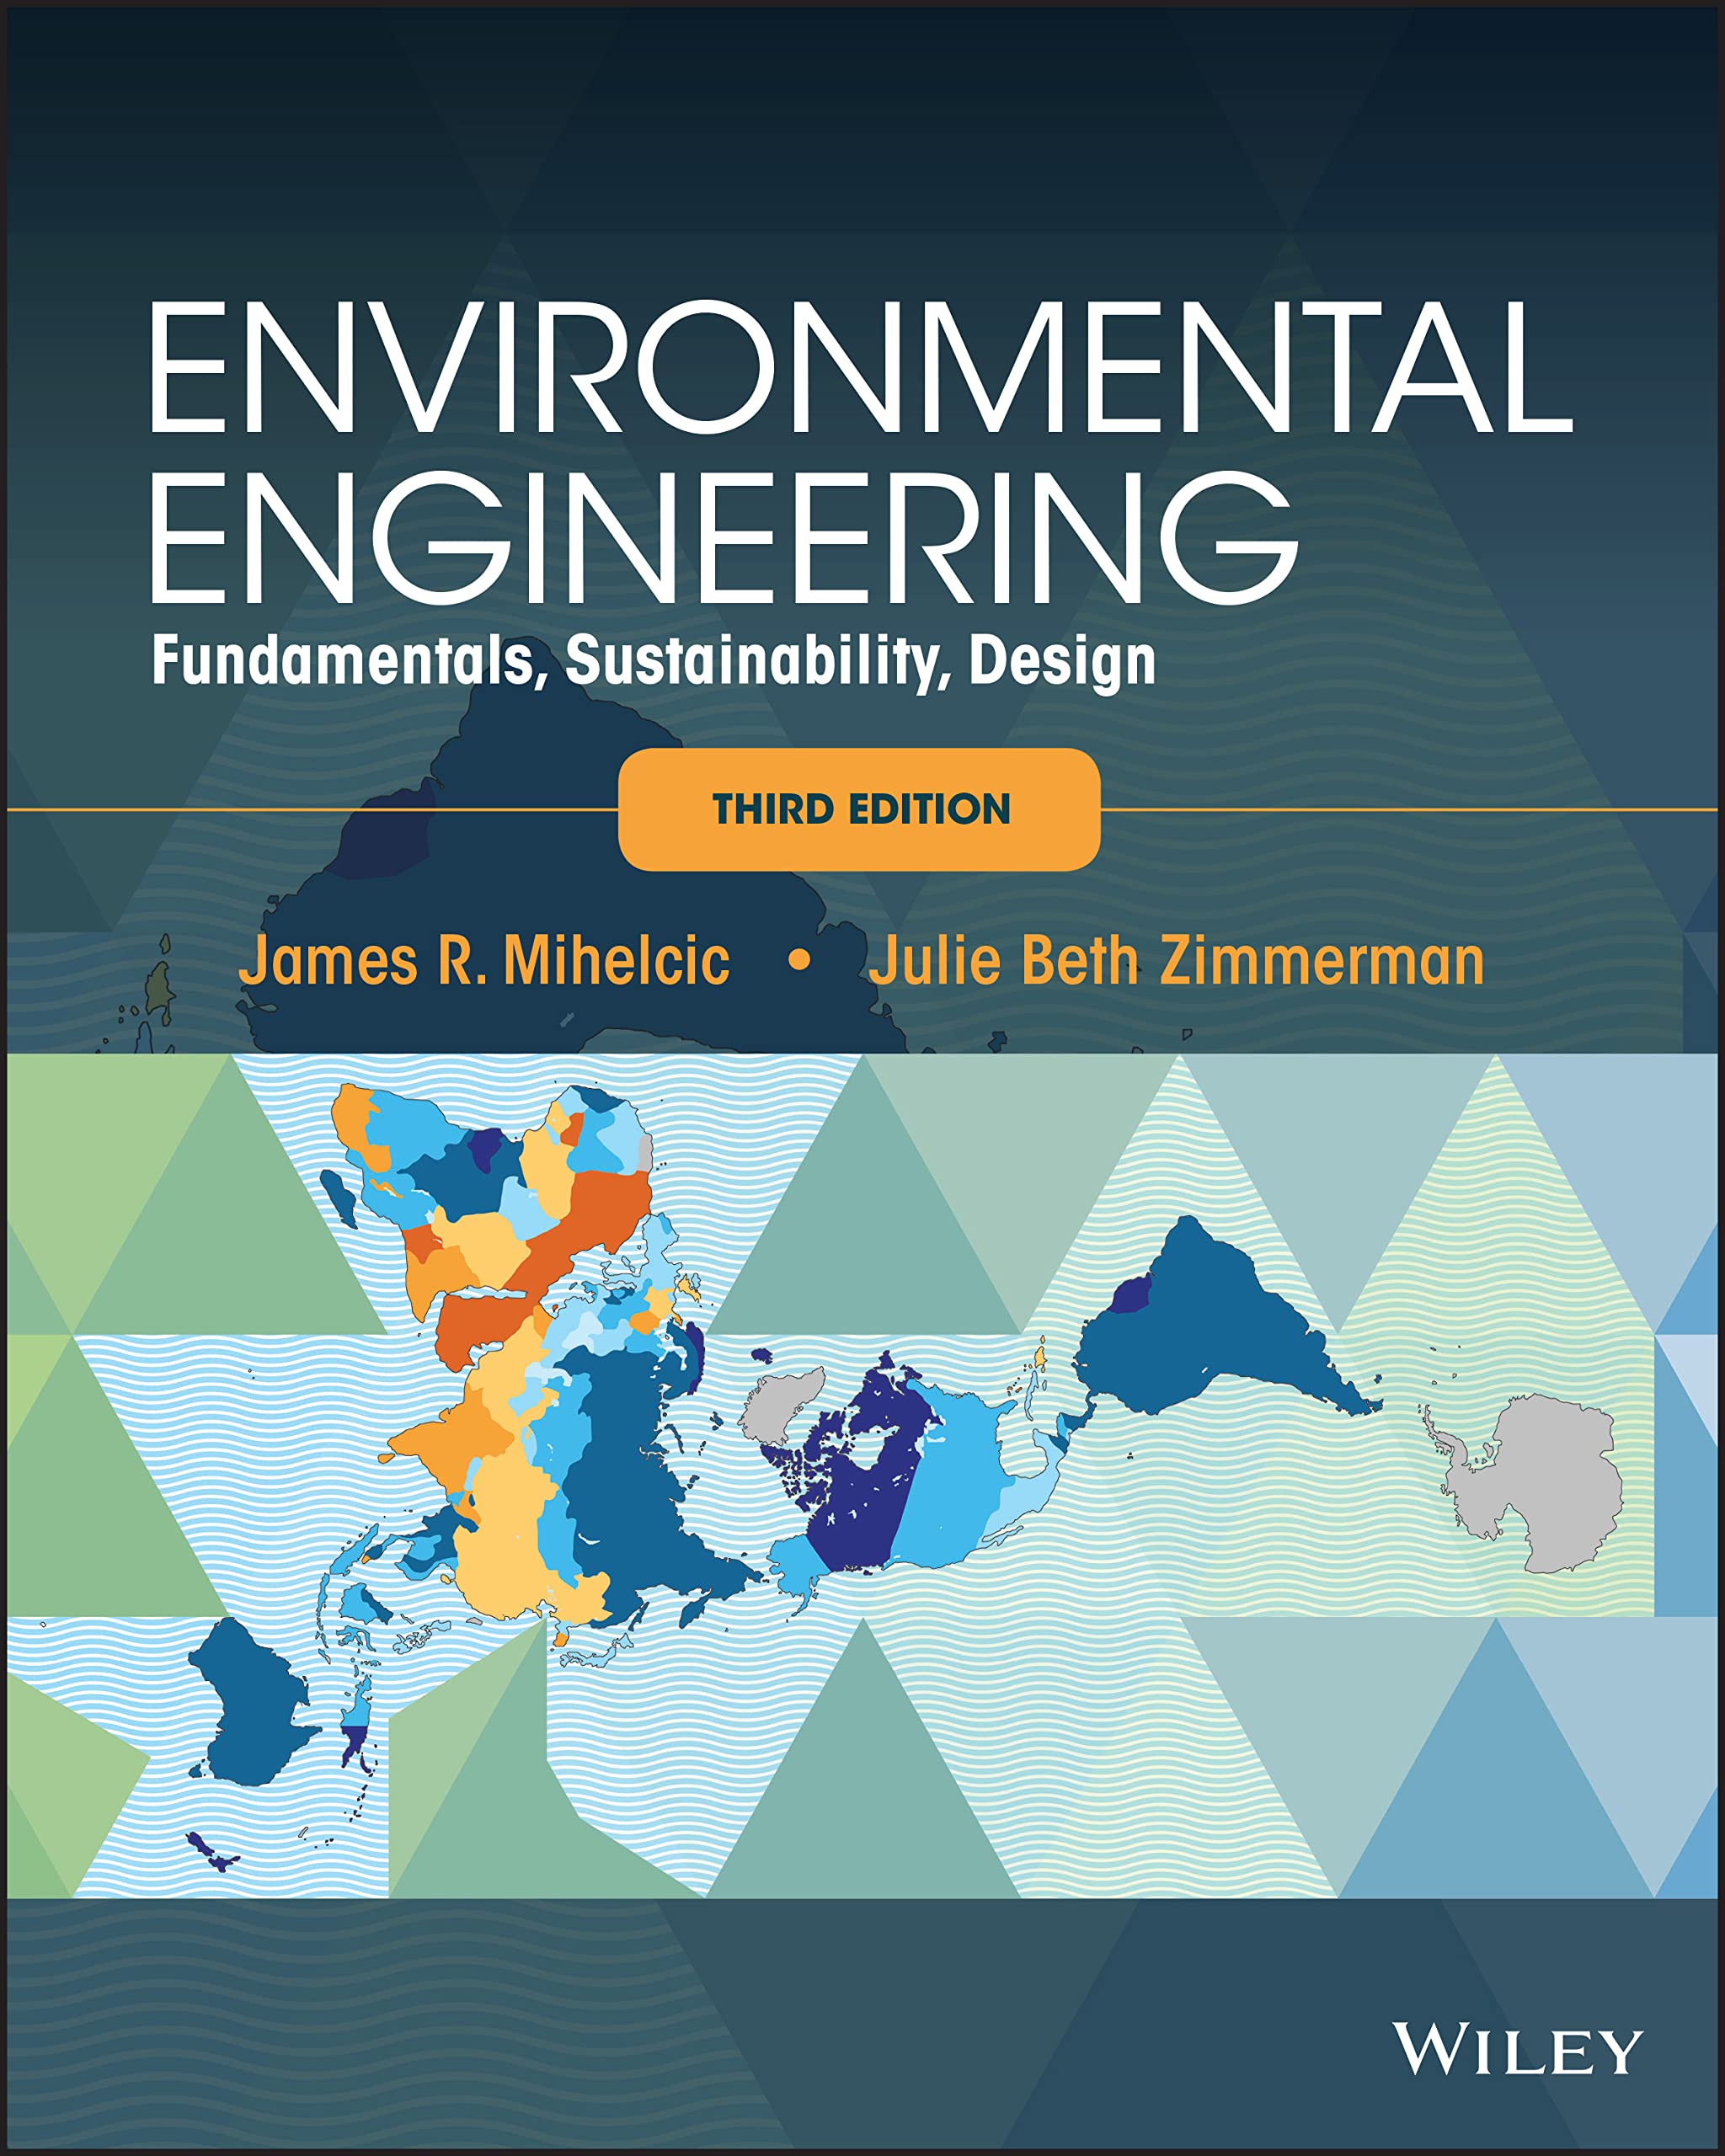 ENVIRONMENTAL
ENGINEERING
Fundamentals, Sustainability, Design
THIRD EDITION
James R. Mihelcic • Julie Beth Zimmerman
WILEY